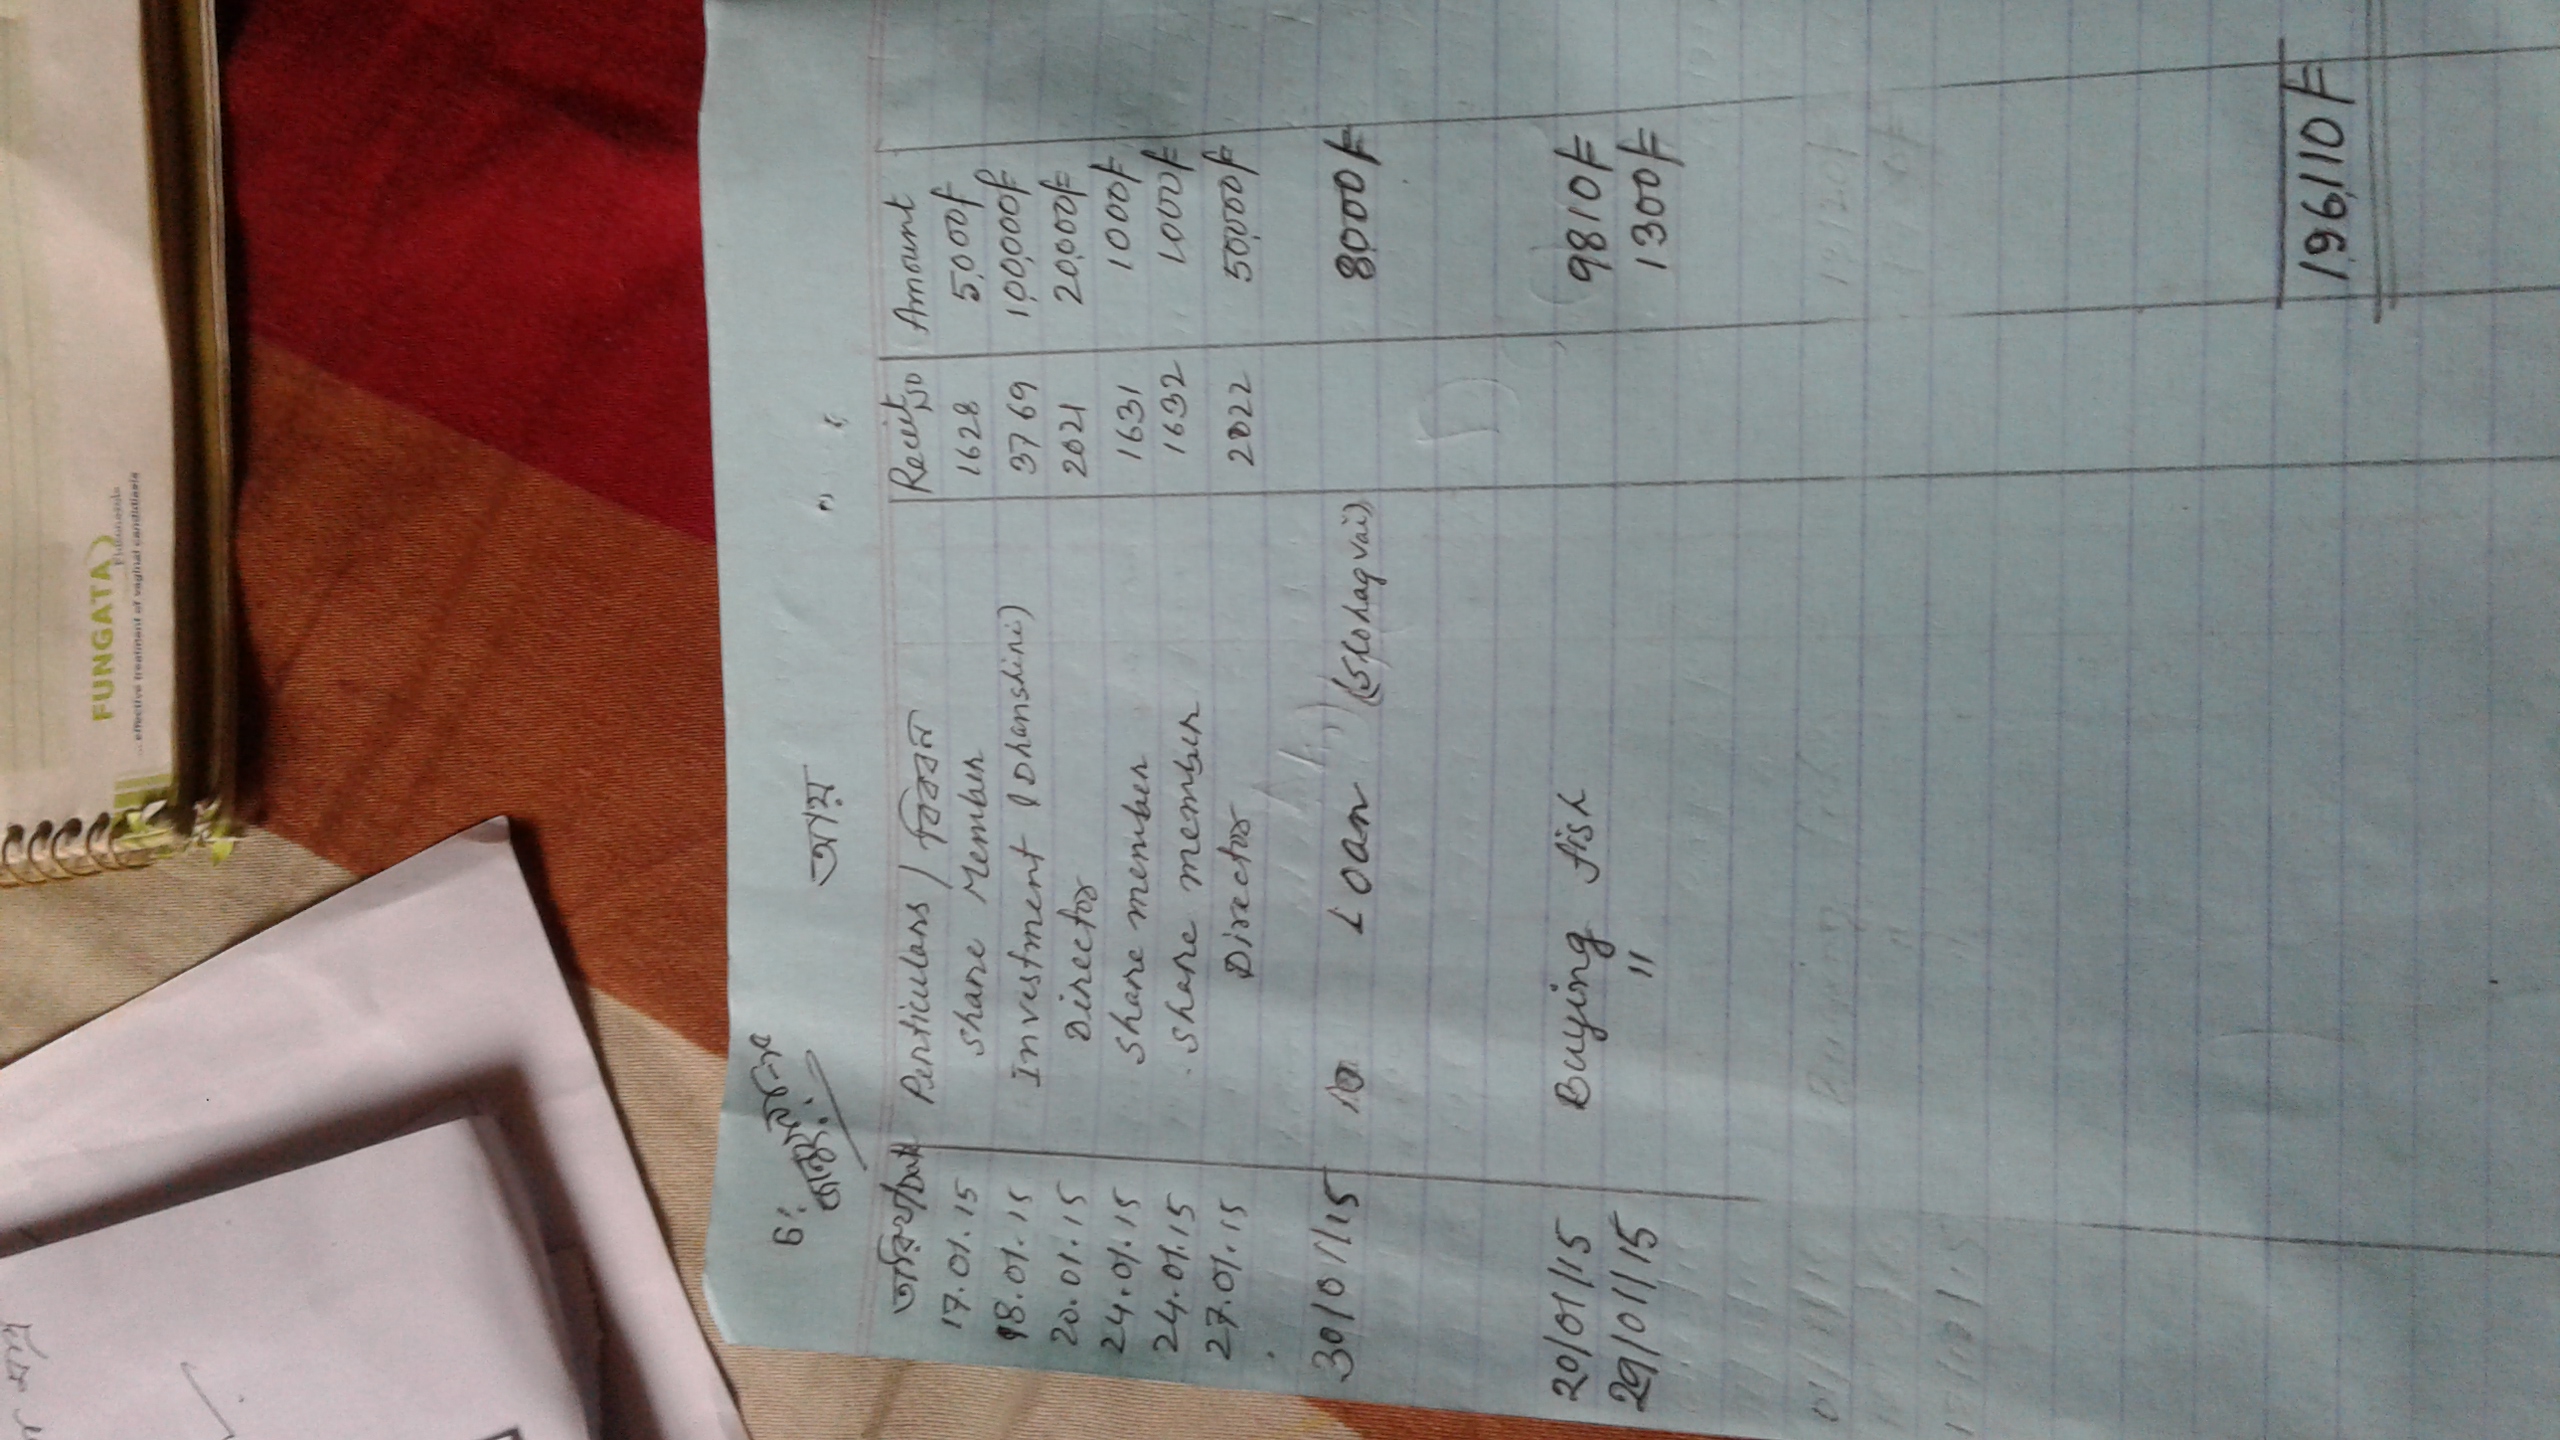 FUNGATA
Fluconazole
... effective treatment of vaginal candidiasis
আয়
তারিখ/Date Perticulars / বিবরন Receit No Amount
17.01.15 Share Member 1628 5,000/=
18.01.15 Investment (Dhanshiri) 3769 1,00,000/=
20.01.15 Director 2021 20,000/=
24.01.15 Share member 1631 1000/=
24.01.15 Share member 1632 1000/=
27.01.15 Director 2022 50,000/=
30/01/15 Loan (Shohagvai) 8000/=
20/01/15 Buying fish 9810/=
29/01/15 " 1300/=
1,96,110/=